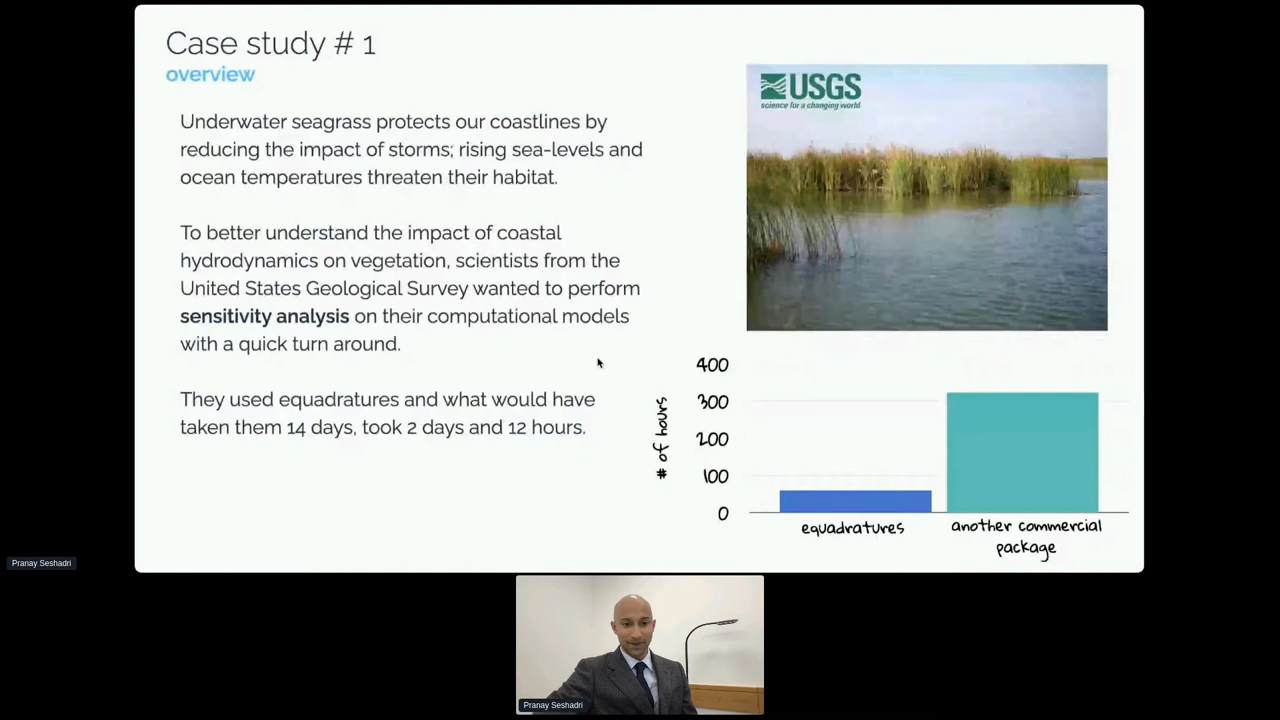 Case study # 1
overview
Underwater seagrass protects our coastlines by
reducing the impact of storms; rising sea-levels and
ocean temperatures threaten their habitat.
To better understand the impact of coastal
hydrodynamics on vegetation, scientists from the
United States Geological Survey wanted to perform
sensitivity analysis on their computational models
with a quick turn around.
They used equadratures and what would have
taken them 14 days, took 2 days and 12 hours.
USGS
science for a changing world
# of hours
400
300
200
100
0
equadratures
another commercial
package
Pranay Seshadri
Pranay Seshadri